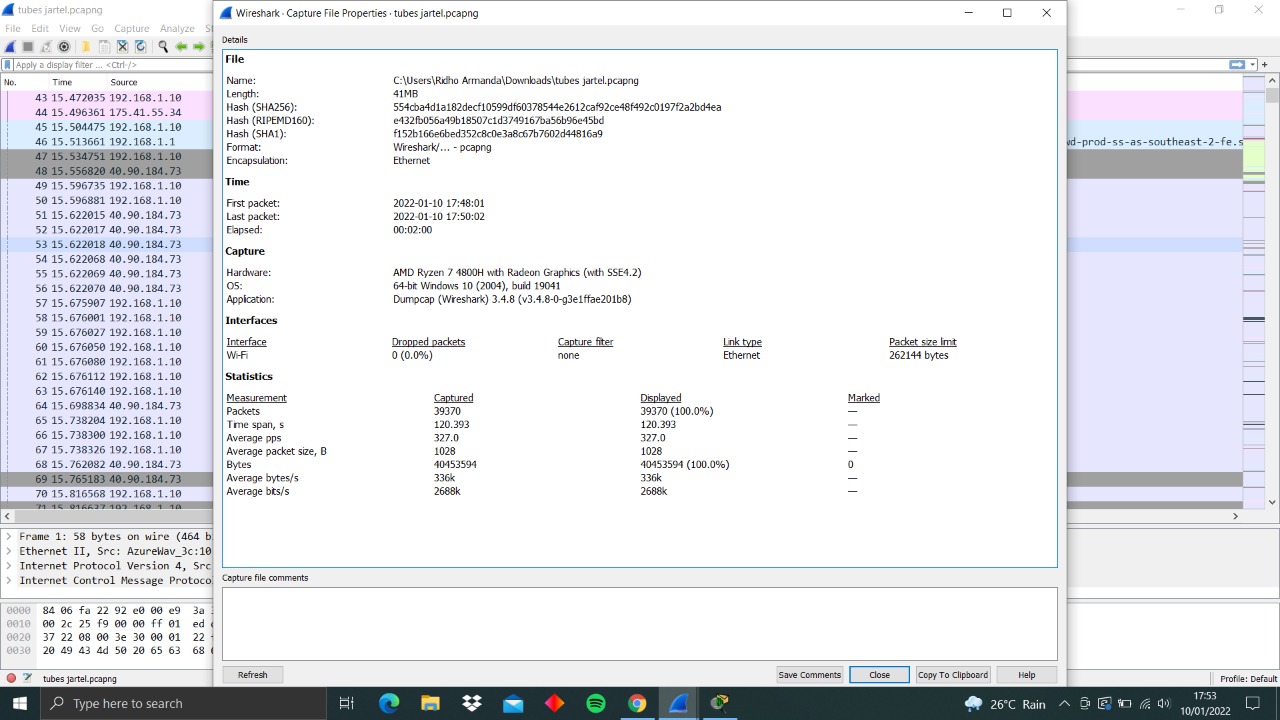 tubes jartel.pcapng
File Edit View Go Capture Analyze St
Apply a display filter ... <Ctrl-/>
No. Time Source
43 15.472035 192.168.1.10
44 15.496361 175.41.55.34
45 15.504475 192.168.1.10
46 15.513661 192.168.1.1
47 15.534751 192.168.1.10
48 15.556820 40.90.184.73
49 15.596735 192.168.1.10
50 15.596881 192.168.1.10
51 15.622015 40.90.184.73
52 15.622017 40.90.184.73
53 15.622018 40.90.184.73
54 15.622068 40.90.184.73
55 15.622069 40.90.184.73
56 15.622070 40.90.184.73
57 15.675907 192.168.1.10
58 15.676001 192.168.1.10
59 15.676027 192.168.1.10
60 15.676050 192.168.1.10
61 15.676080 192.168.1.10
62 15.676112 192.168.1.10
63 15.676140 192.168.1.10
64 15.698834 40.90.184.73
65 15.738204 192.168.1.10
66 15.738300 192.168.1.10
67 15.738326 192.168.1.10
68 15.762082 40.90.184.73
69 15.765183 40.90.184.73
70 15.816568 192.168.1.10
71 15.816637 192.168.1.10
wd-prod-ss-as-southeast-2-fe.s
Frame 1: 58 bytes on wire (464 b
Ethernet II, Src: AzureWav_3c:10
Internet Protocol Version 4, Src
Internet Control Message Protoco
0000 84 06 fa 22 92 e0 00 e9 3a
0010 00 2c 25 f9 00 00 ff 01 ed
0020 37 22 08 00 3e 30 00 01 22
0030 20 49 43 4d 50 20 65 63 68
tubes jartel.pcapng
Profile: Default
Wireshark · Capture File Properties · tubes jartel.pcapng
Details
File
Name: C:\Users\Ridho Armanda\Downloads\tubes jartel.pcapng
Length: 41MB
Hash (SHA256): 554cba4d1a182decf10599df60378544e2612caf92ce48f492c0197f2a2bd4ea
Hash (RIPEMD160): e432fb056a49b18507c1d3749167ba56b96e45bd
Hash (SHA1): f152b166e6bed352c8c0e3a8c67b7602d44816a9
Format: Wireshark/... - pcapng
Encapsulation: Ethernet
Time
First packet: 2022-01-10 17:48:01
Last packet: 2022-01-10 17:50:02
Elapsed: 00:02:00
Capture
Hardware: AMD Ryzen 7 4800H with Radeon Graphics (with SSE4.2)
OS: 64-bit Windows 10 (2004), build 19041
Application: Dumpcap (Wireshark) 3.4.8 (v3.4.8-0-g3e1ffae201b8)
Interfaces
Interface Dropped packets Capture filter Link type Packet size limit
Wi-Fi 0 (0.0%) none Ethernet 262144 bytes
Statistics
Measurement Captured Displayed Marked
Packets 39370 39370 (100.0%) —
Time span, s 120.393 120.393 —
Average pps 327.0 327.0 —
Average packet size, B 1028 1028 —
Bytes 40453594 40453594 (100.0%) 0
Average bytes/s 336k 336k —
Average bits/s 2688k 2688k —
Capture file comments
Refresh Save Comments Close Copy To Clipboard Help
Type here to search
26°C Rain
17:53
10/01/2022